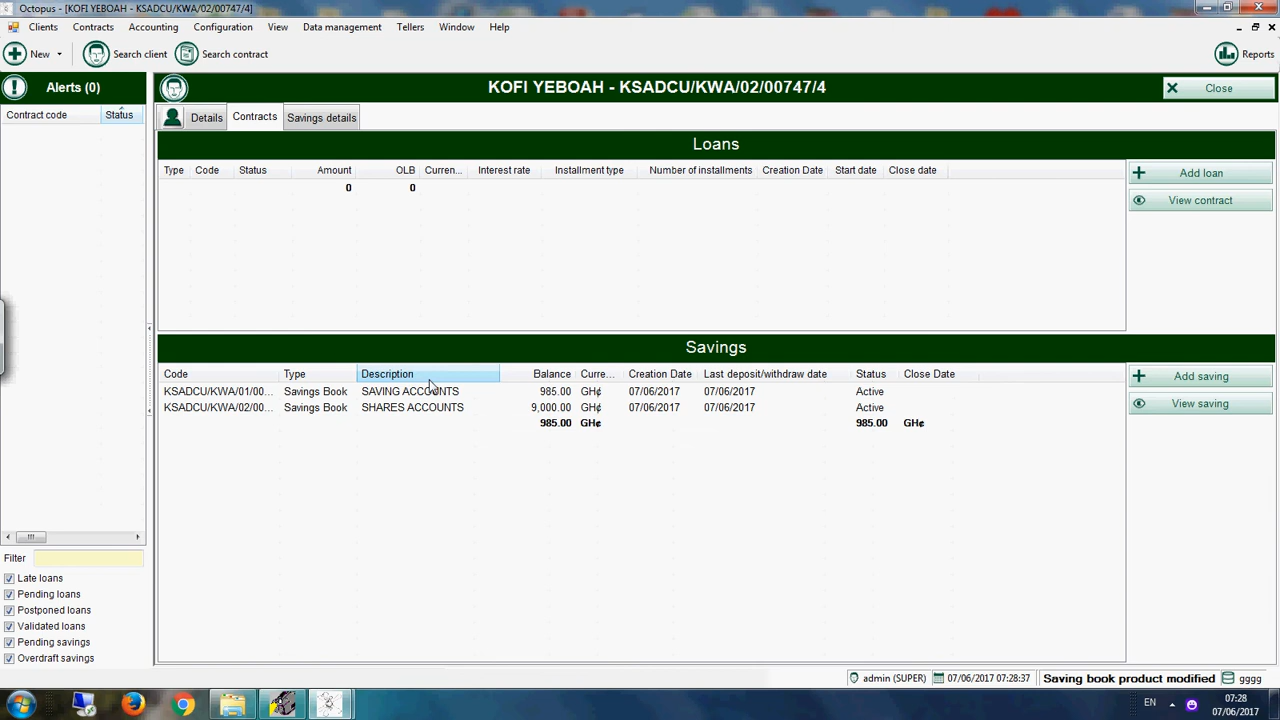 Octopus - [KOFI YEBOAH - KSADCU/KWA/02/00747/4]
Clients Contracts Accounting Configuration View Data management Tellers Window Help
New Search client Search contract Reports
Alerts (0) KOFI YEBOAH - KSADCU/KWA/02/00747/4 Close
Contract code Status Details Contracts Savings details
Loans
Type Code Status Amount OLB Curren... Interest rate Installment type Number of installments Creation Date Start date Close date Add loan
0 0
View contract
Savings
Code Type Description Balance Curre... Creation Date Last deposit/withdraw date Status Close Date Add saving
KSADCU/KWA/01/00... Savings Book SAVING ACCOUNTS 985.00 GH¢ 07/06/2017 07/06/2017 Active
KSADCU/KWA/02/00... Savings Book SHARES ACCOUNTS 9,000.00 GH¢ 07/06/2017 07/06/2017 Active View saving
985.00 GH¢ 985.00 GH¢
Filter
Late loans
Pending loans
Postponed loans
Validated loans
Pending savings
Overdraft savings
admin (SUPER) 07/06/2017 07:28:37 Saving book product modified gggg
EN 07:28
07/06/2017